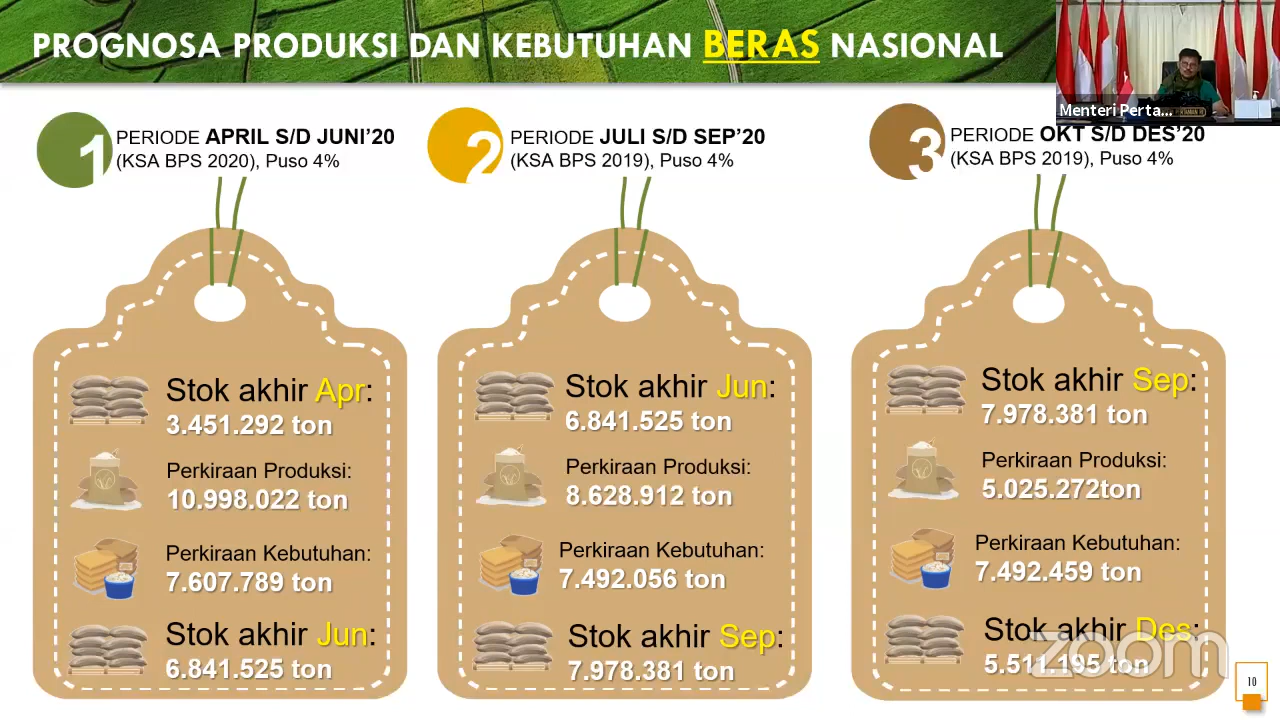 PROGNOSA PRODUKSI DAN KEBUTUHAN BERAS NASIONAL
Menteri Perta...
1
PERIODE APRIL S/D JUNI'20
(KSA BPS 2020), Puso 4%
Stok akhir Apr:
3.451.292 ton
Perkiraan Produksi:
10.998.022 ton
Perkiraan Kebutuhan:
7.607.789 ton
Stok akhir Jun:
6.841.525 ton
2
PERIODE JULI S/D SEP'20
(KSA BPS 2019), Puso 4%
Stok akhir Jun:
6.841.525 ton
Perkiraan Produksi:
8.628.912 ton
Perkiraan Kebutuhan:
7.492.056 ton
Stok akhir Sep:
7.978.381 ton
3
PERIODE OKT S/D DES'20
(KSA BPS 2019), Puso 4%
Stok akhir Sep:
7.978.381 ton
Perkiraan Produksi:
5.025.272ton
Perkiraan Kebutuhan:
7.492.459 ton
Stok akhir Des:
5.511.195 ton
zoom
10